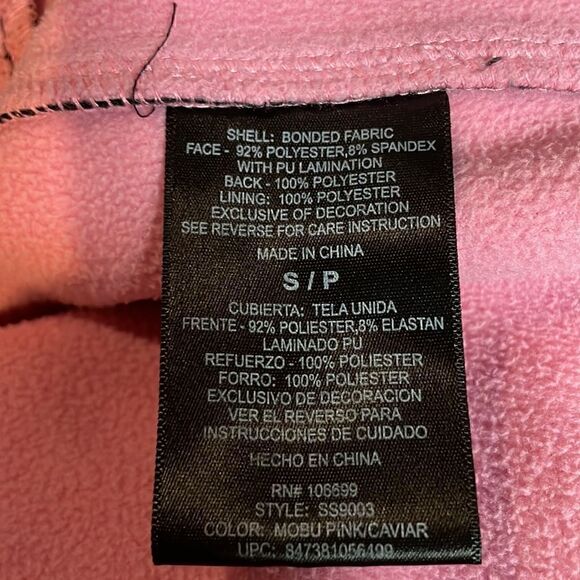 SHELL: BONDED FABRIC
FACE - 92% POLYESTER,8% SPANDEX
WITH PU LAMINATION
BACK - 100% POLYESTER
LINING: 100% POLYESTER
EXCLUSIVE OF DECORATION
SEE REVERSE FOR CARE INSTRUCTION
MADE IN CHINA
S / P
CUBIERTA: TELA UNIDA
FRENTE - 92% POLIESTER,8% ELASTAN
LAMINADO PU
REFUERZO - 100% POLIESTER
FORRO: 100% POLIESTER
EXCLUSIVO DE DECORACION
VER EL REVERSO PARA
INSTRUCCIONES DE CUIDADO
HECHO EN CHINA
RN# 106699
STYLE: SS9003
COLOR: MOBU PINK/CAVIAR
UPC: 847381056499